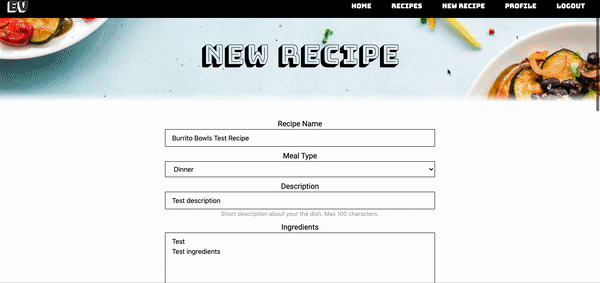 EV
HOME RECIPES NEW RECIPE PROFILE LOGOUT
NEW RECIPE
Recipe Name
Burrito Bowls Test Recipe
Meal Type
Dinner
Description
Test description
Short description about your the dish. Max 100 characters.
Ingredients
Test
Test ingredients